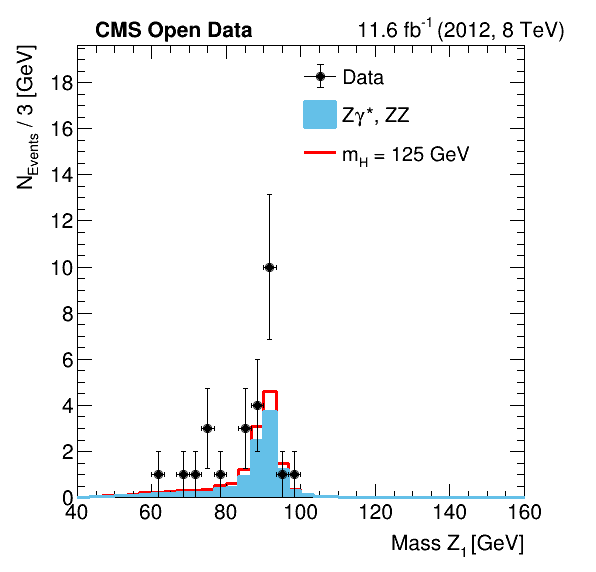 CMS Open Data 11.6 fb⁻¹ (2012, 8 TeV)
N_Events / 3 [GeV]
Data
Zγ*, ZZ
m_H = 125 GeV
18
16
14
12
10
8
6
4
2
0
40 60 80 100 120 140 160
Mass Z₁ [GeV]